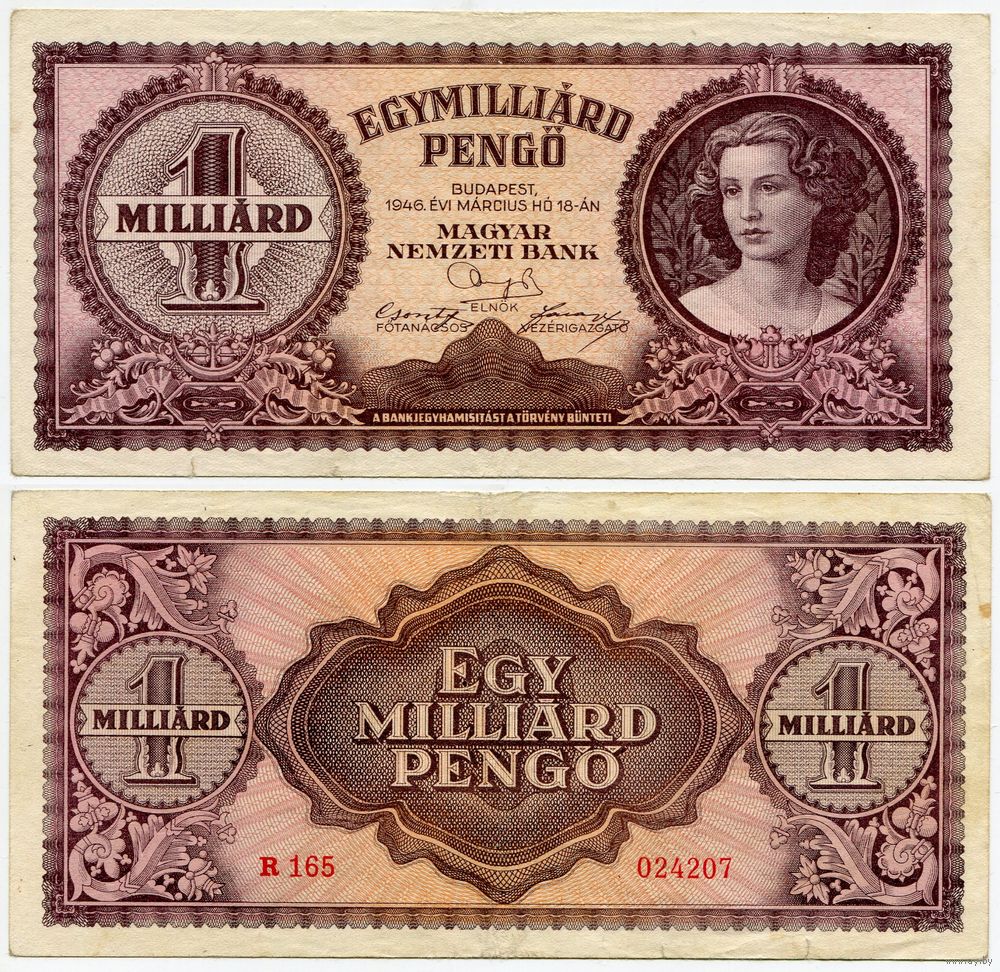 EGYMILLIÁRD
PENGŐ
1
MILLIÁRD
BUDAPEST,
1946. ÉVI MÁRCIUS HÓ 18-ÁN
MAGYAR
NEMZETI BANK
ELNÖK
FŐTANÁCSOS VEZÉRIGAZGATÓ
A BANKJEGYHAMISITÁST A TÖRVÉNY BÜNTETI
1
MILLIÁRD
EGY
MILLIÁRD
PENGŐ
1
MILLIÁRD
R 165 024207